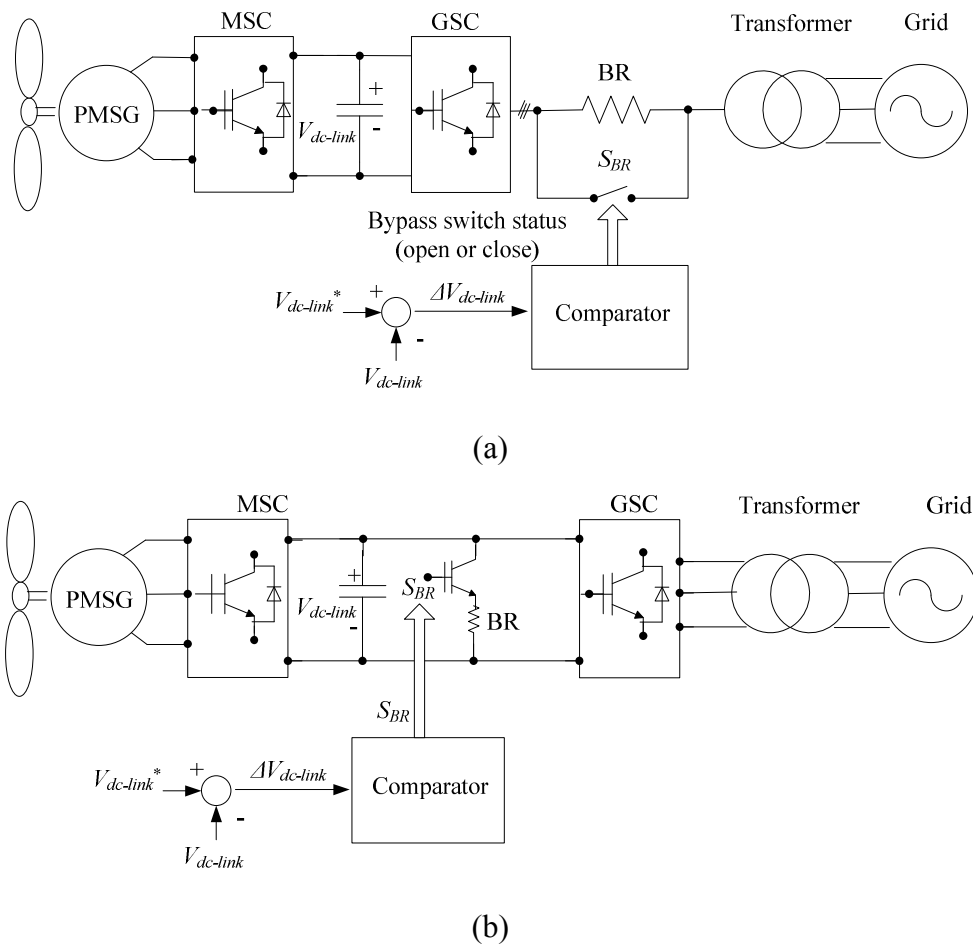 MSC
GSC
Transformer
Grid
BR
PMSG
+
-
V_dc-link
S_BR
Bypass switch status
(open or close)
V_dc-link*
+
ΔV_dc-link
-
Comparator
V_dc-link
(a)
MSC
GSC
Transformer
Grid
PMSG
+
V_dc-link
-
S_BR
BR
S_BR
V_dc-link*
+
ΔV_dc-link
-
Comparator
V_dc-link
(b)